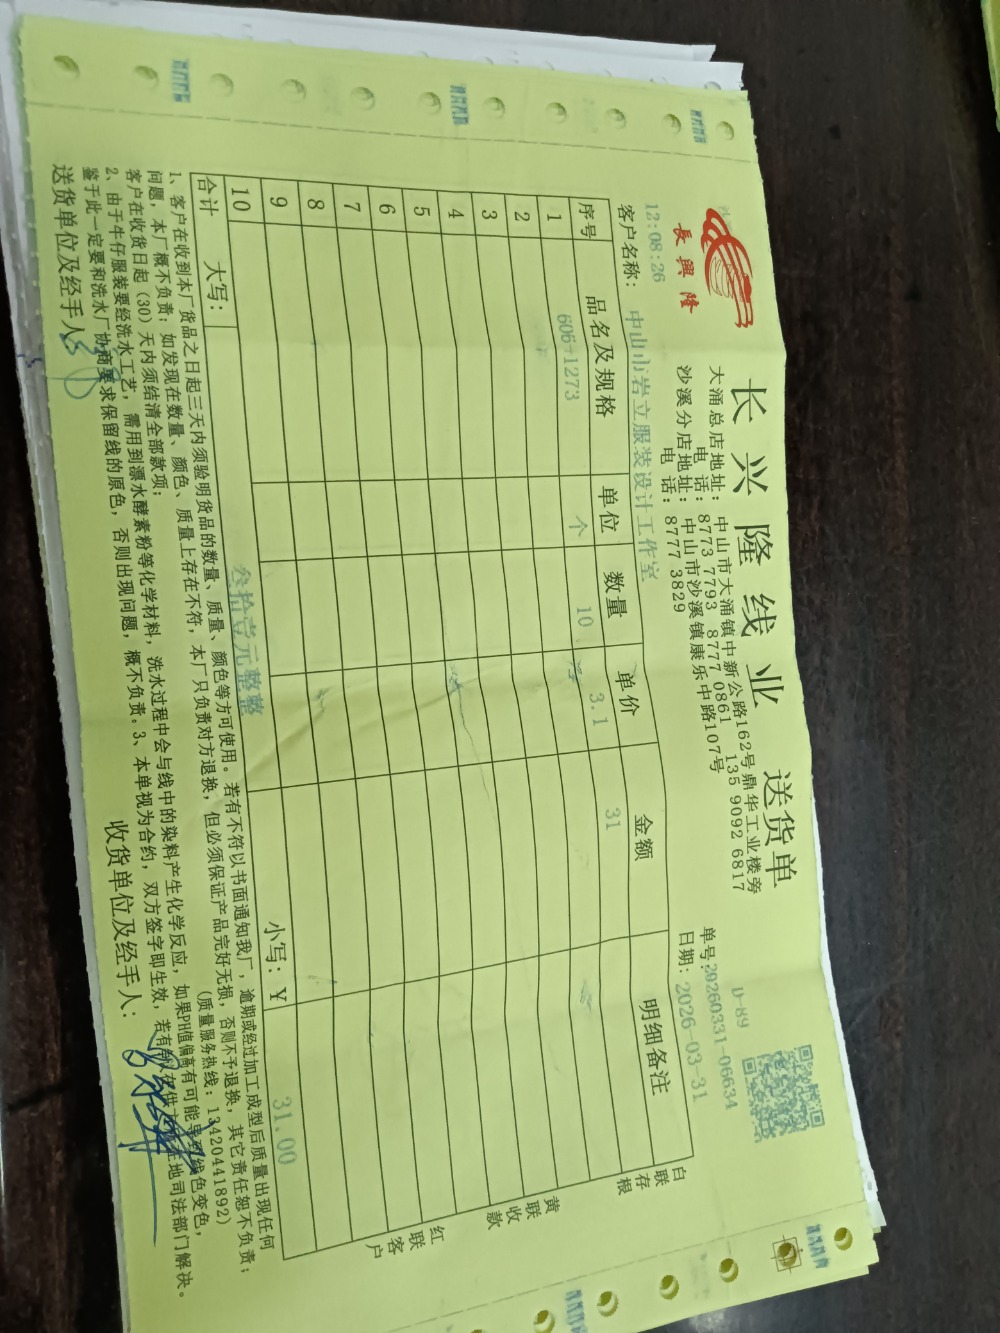 長興隆
长兴隆线业 送货单
大涌总店地址: 中山市大涌镇中新公路162号鼎华工业楼旁
电 话: 8773 7793 8777 0861 135 9092 6817
沙溪分店地址: 中山市沙溪镇康乐中路107号
电 话: 8777 3829
D-89
单号:20260331-06634
12:08:26
日期: 2026-03-31
客户名称: 中山市岩立服装设计工作室
序号 品名及规格 单位 数量 单价 金额 明细备注
1 606-1273 个 10 3.1 31
2
3
4
5
6
7
8
9
10
合计 大写: 叁拾壹元整整 小写: ¥ 31.00
白联存根
黄联收款
红联客户
1、客户在收到本厂货品之日起三天内须验明货品的数量、质量、颜色等方可使用。若有不符以书面通知我厂,逾期或经过加工成型后质量出现任何
问题,本厂概不负责;如发现在数量、颜色、质量上存在不符,本厂只负责对方退换,但必须保证产品完好无损,否则不予退换,其它责任恕不负责;
客户在收货日起(30)天内须结清全部款项; (质量服务热线: 13420441892)
2、由于牛仔服装要经洗水工艺,需用到漂水酵素粉等化学材料,洗水过程中会与线中的染料产生化学反应,如果PH值偏高有可能导致线色变色,
鉴于此一定要和洗水厂协商要求保留线的原色,否则出现问题,概不负责。3、本单视为合约,双方签字即生效,若有 供方所在地司法部门解决。
送货单位及经手人: 收货单位及经手人: